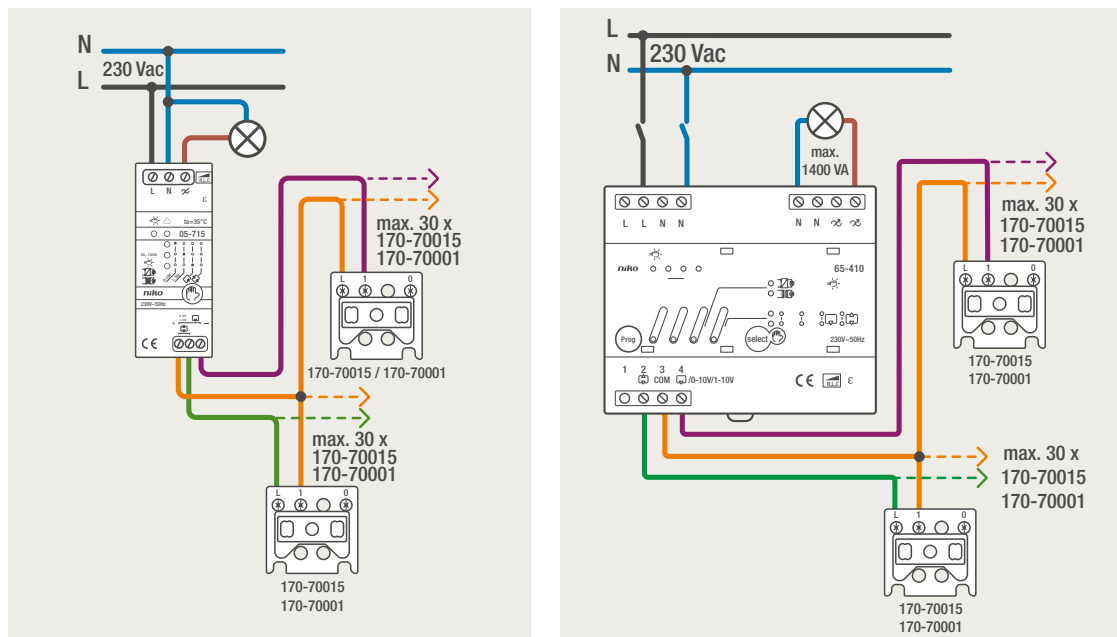 N
230 Vac
L
L N
R,L,C
ε
ta=35°C
05-715
niko
230V~50Hz
+ −
CE
max. 30 x
170-70015
170-70001
L 1 0
170-70015 / 170-70001
max. 30 x
170-70015
170-70001
L 1 0
170-70015
170-70001
L
230 Vac
N
max.
1400 VA
L L N N
N N
niko
65-410
Prog
select
230V~50Hz
1 2 3 4
COM /0-10V/1-10V
CE R,L,C ε
max. 30 x
170-70015
170-70001
L 1 0
170-70015
170-70001
max. 30 x
170-70015
170-70001
L 1 0
170-70015
170-70001